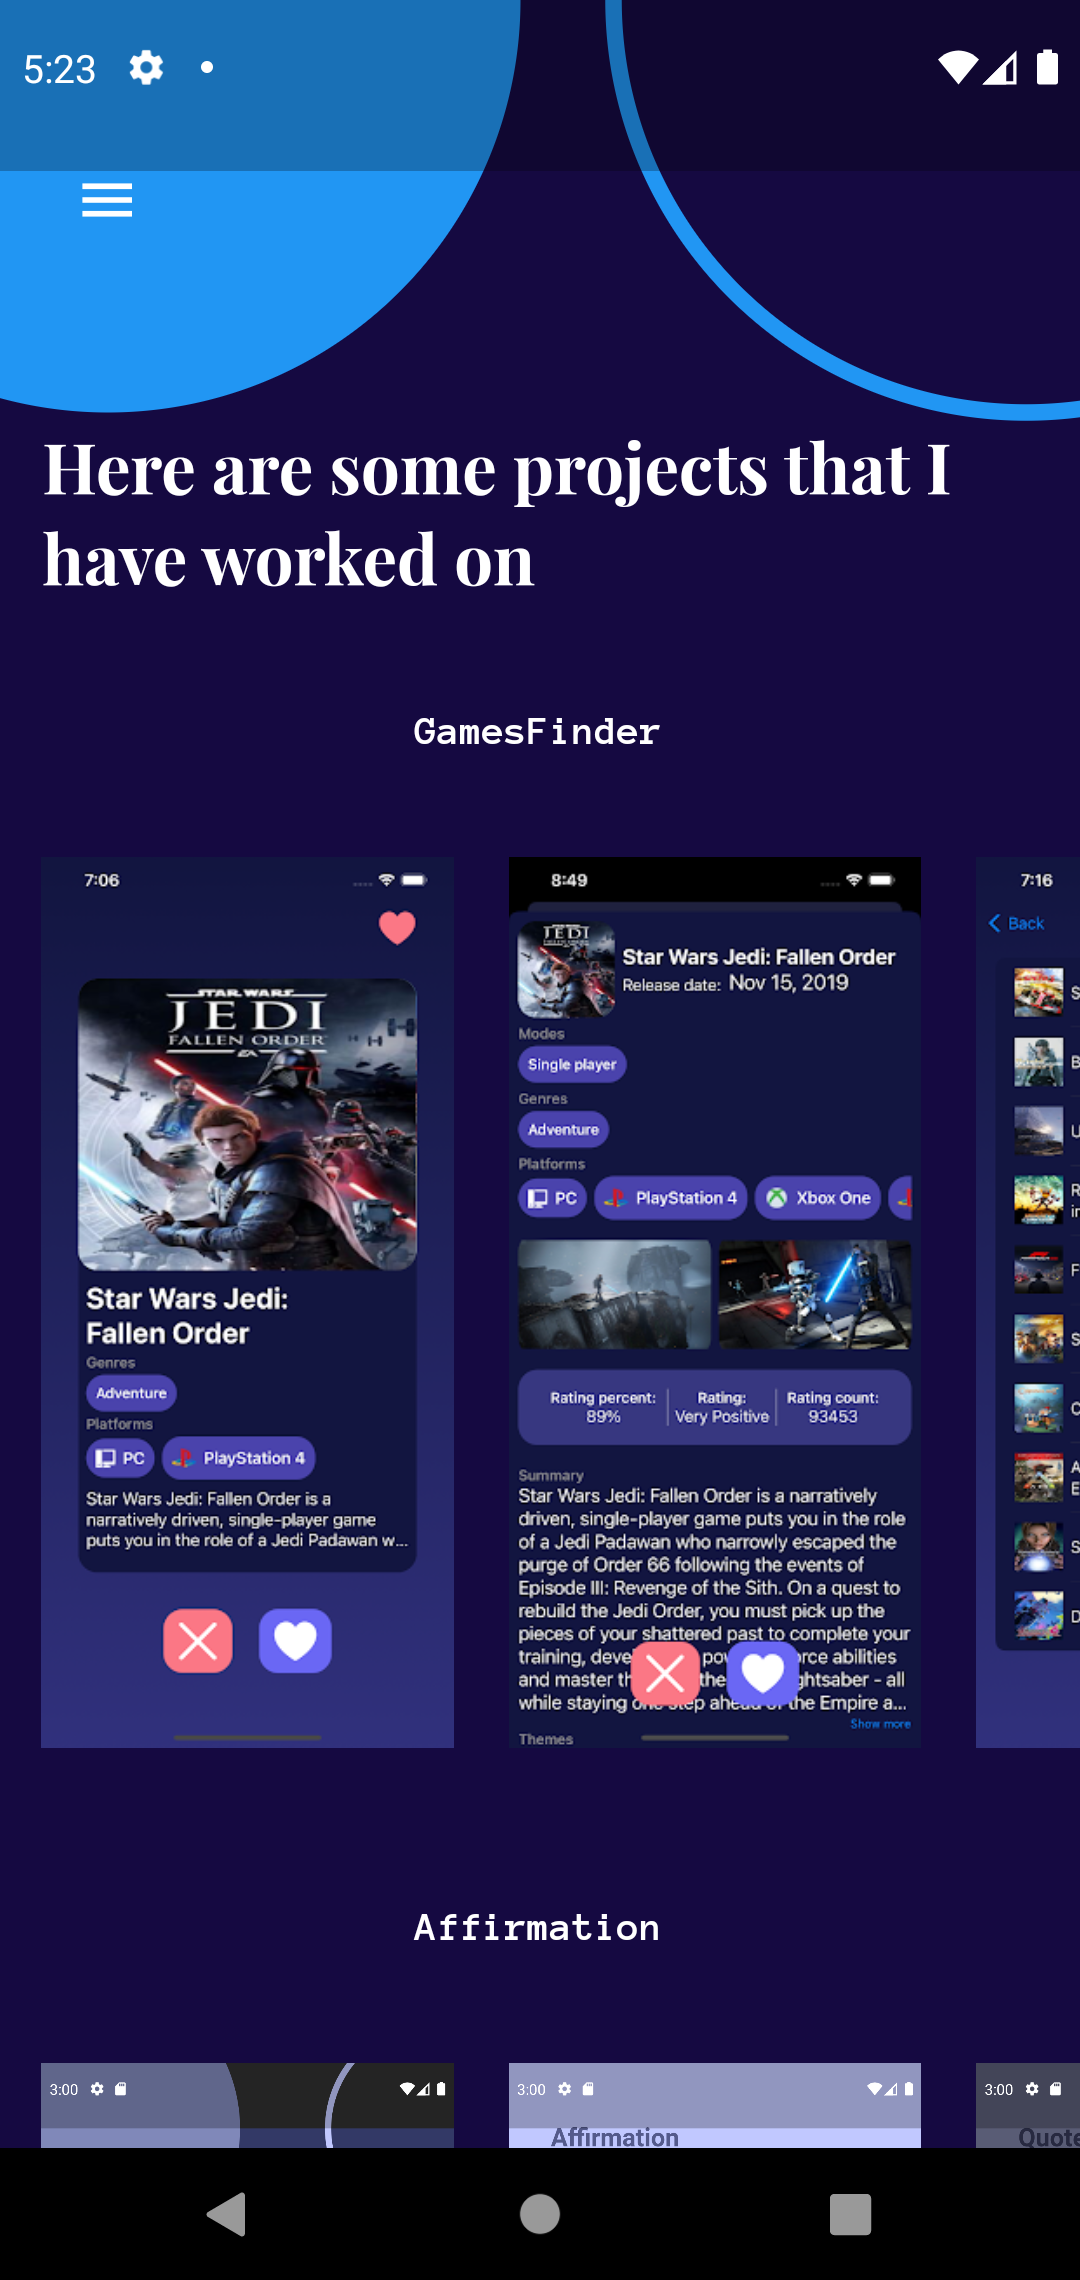 5:23
Here are some projects that I
have worked on
GamesFinder
7:06
STAR WARS
JEDI
FALLEN ORDER
EA
Star Wars Jedi:
Fallen Order
Genres
Adventure
Platforms
PC
PlayStation 4
Star Wars Jedi: Fallen Order is a
narratively driven, single-player game
puts you in the role of a Jedi Padawan w...
8:49
JEDI
Star Wars Jedi: Fallen Order
Release date: Nov 15, 2019
Modes
Single player
Genres
Adventure
Platforms
PC
PlayStation 4
Xbox One
Rating percent:
89%
Rating:
Very Positive
Rating count:
93453
Summary
Star Wars Jedi: Fallen Order is a narratively
driven, single-player game puts you in the role
of a Jedi Padawan who narrowly escaped the
purge of Order 66 following the events of
Episode III: Revenge of the Sith. On a quest to
rebuild the Jedi Order, you must pick up the
pieces of your shattered past to complete your
training, deve pow rce abilities
and master th the ghtsaber - all
while staying one step ahead of the Empire a...
Show more
Themes
7:16
Back
S
B
U
R
in
F
S
C
A
E
S
D
Affirmation
3:00
3:00
Affirmation
3:00
Quote